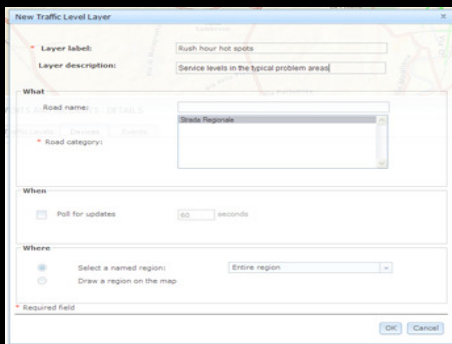 New Traffic Level Layer
* Layer label: Rush hour hot spots
Layer description: Service levels in the typical problem areas
What
Road name:
Strada Regionale
* Road category:
When
Poll for updates 60 seconds
Where
Select a named region: Entire region
Draw a region on the map
* Required field
OK Cancel